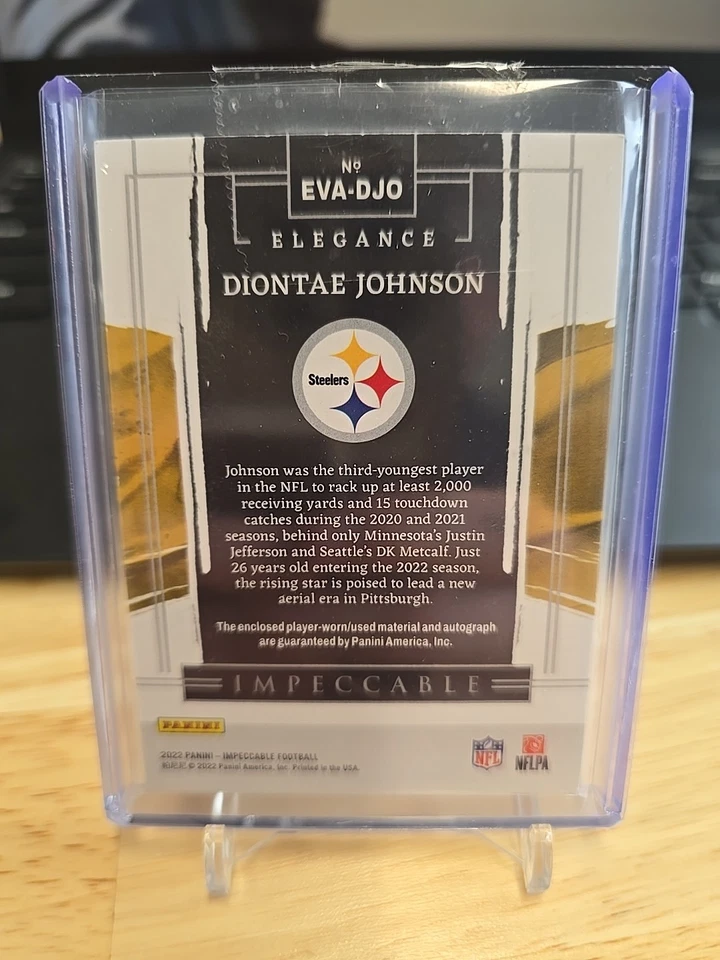 Nº
EVA-DJO
ELEGANCE
DIONTAE JOHNSON
Steelers
Johnson was the third-youngest player
in the NFL to rack up at least 2,000
receiving yards and 15 touchdown
catches during the 2020 and 2021
seasons, behind only Minnesota's Justin
Jefferson and Seattle's DK Metcalf. Just
26 years old entering the 2022 season,
the rising star is poised to lead a new
aerial era in Pittsburgh.
The enclosed player-worn/used material and autograph
are guaranteed by Panini America, Inc.
IMPECCABLE
PANINI
2022 PANINI – IMPECCABLE FOOTBALL
© 2022 Panini America, Inc. Printed in the USA.
NFL
NFLPA